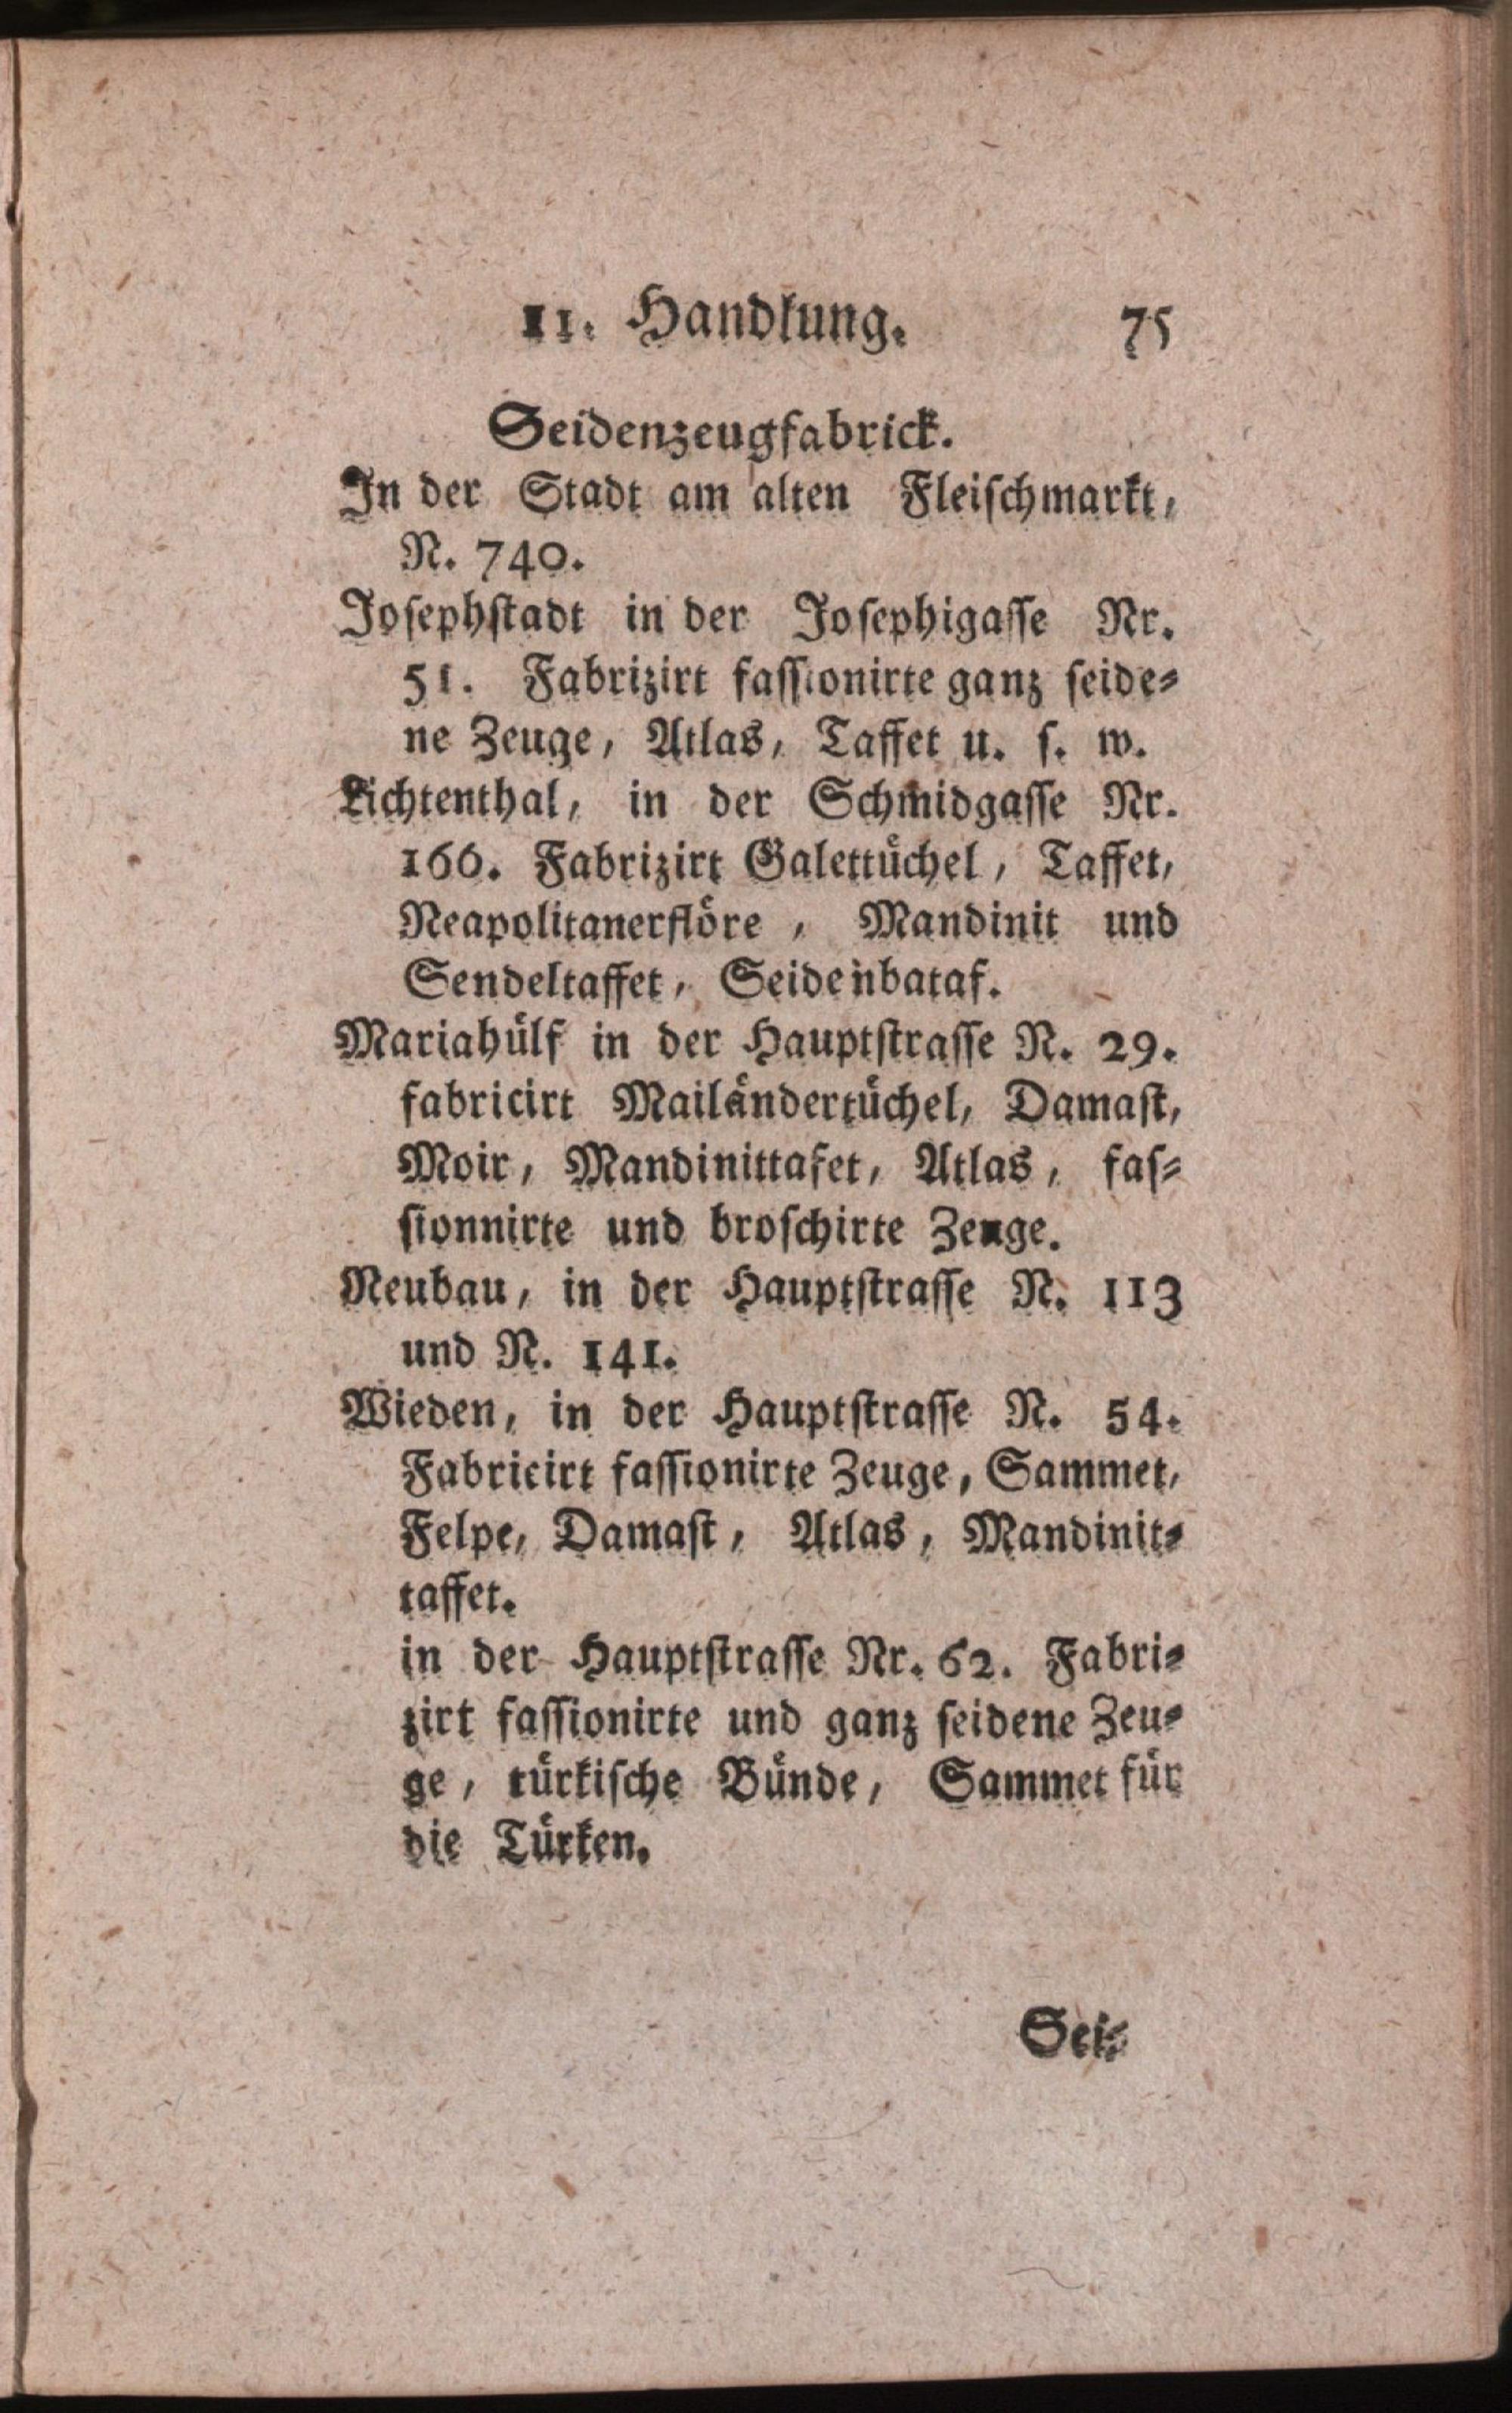 11. Handlung. 75
Seidenzeugfabrick.
In der Stadt am alten Fleiſchmarkt,
N. 740.
Joſephſtadt in der Joſephigaſſe Nr.
51. Fabrizirt faſſionirte ganz ſeide⸗
ne Zeuge, Atlas, Taffet u. ſ. w.
Lichtenthal, in der Schmidgaſſe Nr.
166. Fabrizirt Galettüchel, Taffet,
Neapolitanerflöre, Mandinit und
Sendeltaffet, Seidenbataf.
Mariahülf in der Hauptſtraſſe N. 29.
fabricirt Mailändertüchel, Damaſt,
Moir, Mandinittafet, Atlas, faſ⸗
ſionnirte und broſchirte Zeuge.
Neubau, in der Hauptſtraſſe N. 113
und N. 141.
Wieden, in der Hauptſtraſſe N. 54.
Fabricirt faſſionirte Zeuge, Sammet,
Felpe, Damaſt, Atlas, Mandinit⸗
taffet.
in der Hauptſtraſſe Nr. 62. Fabri⸗
zirt faſſionirte und ganz ſeidene Zeu⸗
ge, türkiſche Bünde, Sammet für
die Türken.
Sei⸗